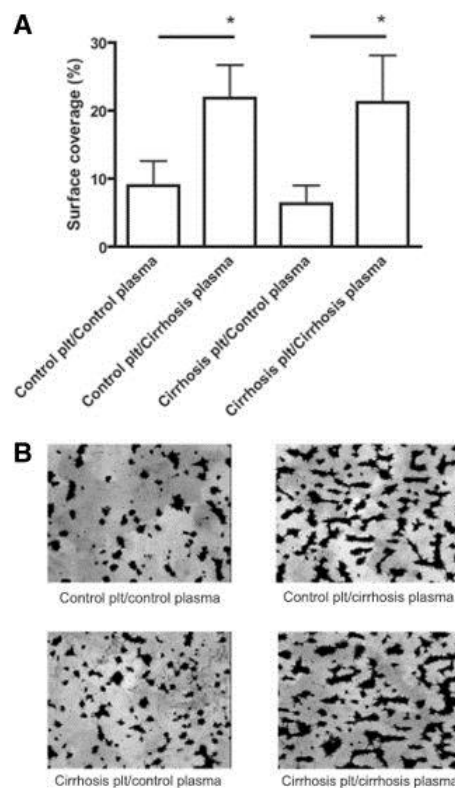 A
* *
30
20
10
0
Surface coverage (%)
Control plt/Control plasma
Control plt/Cirrhosis plasma
Cirrhosis plt/Control plasma
Cirrhosis plt/Cirrhosis plasma
B
Control plt/control plasma
Control plt/cirrhosis plasma
Cirrhosis plt/control plasma
Cirrhosis plt/cirrhosis plasma